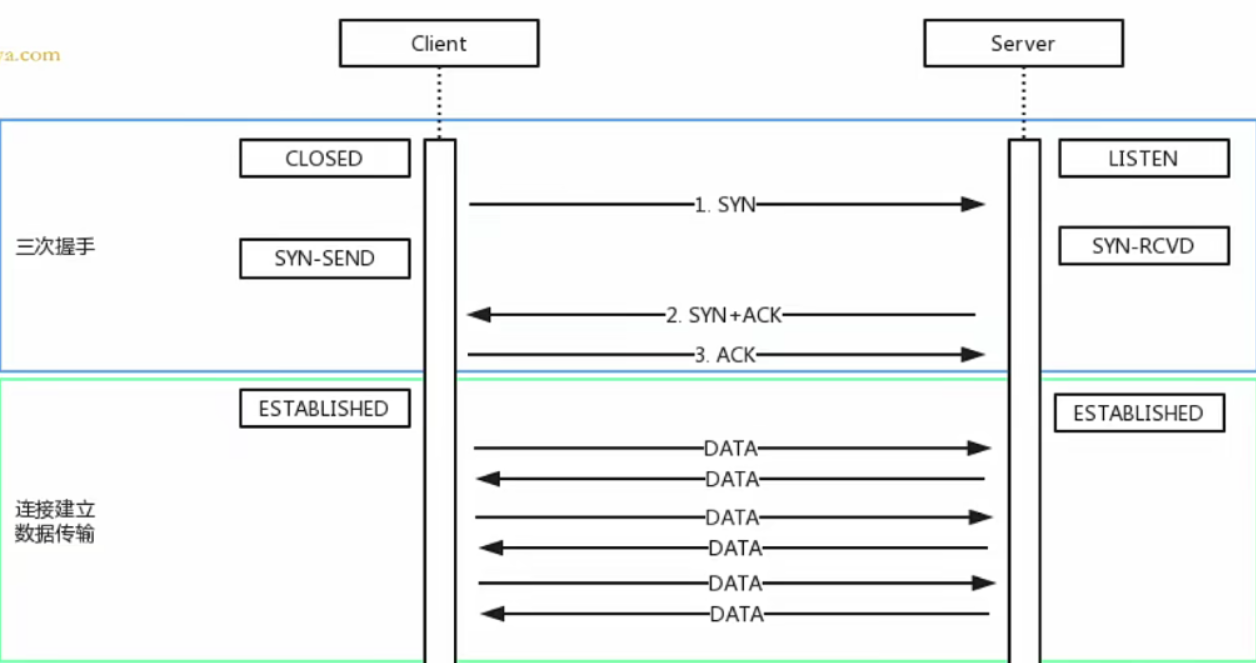 Client
Server
va.com
CLOSED
LISTEN
1. SYN
三次握手
SYN-SEND
SYN-RCVD
2. SYN+ACK
3. ACK
ESTABLISHED
ESTABLISHED
DATA
DATA
连接建立
数据传输
DATA
DATA
DATA
DATA